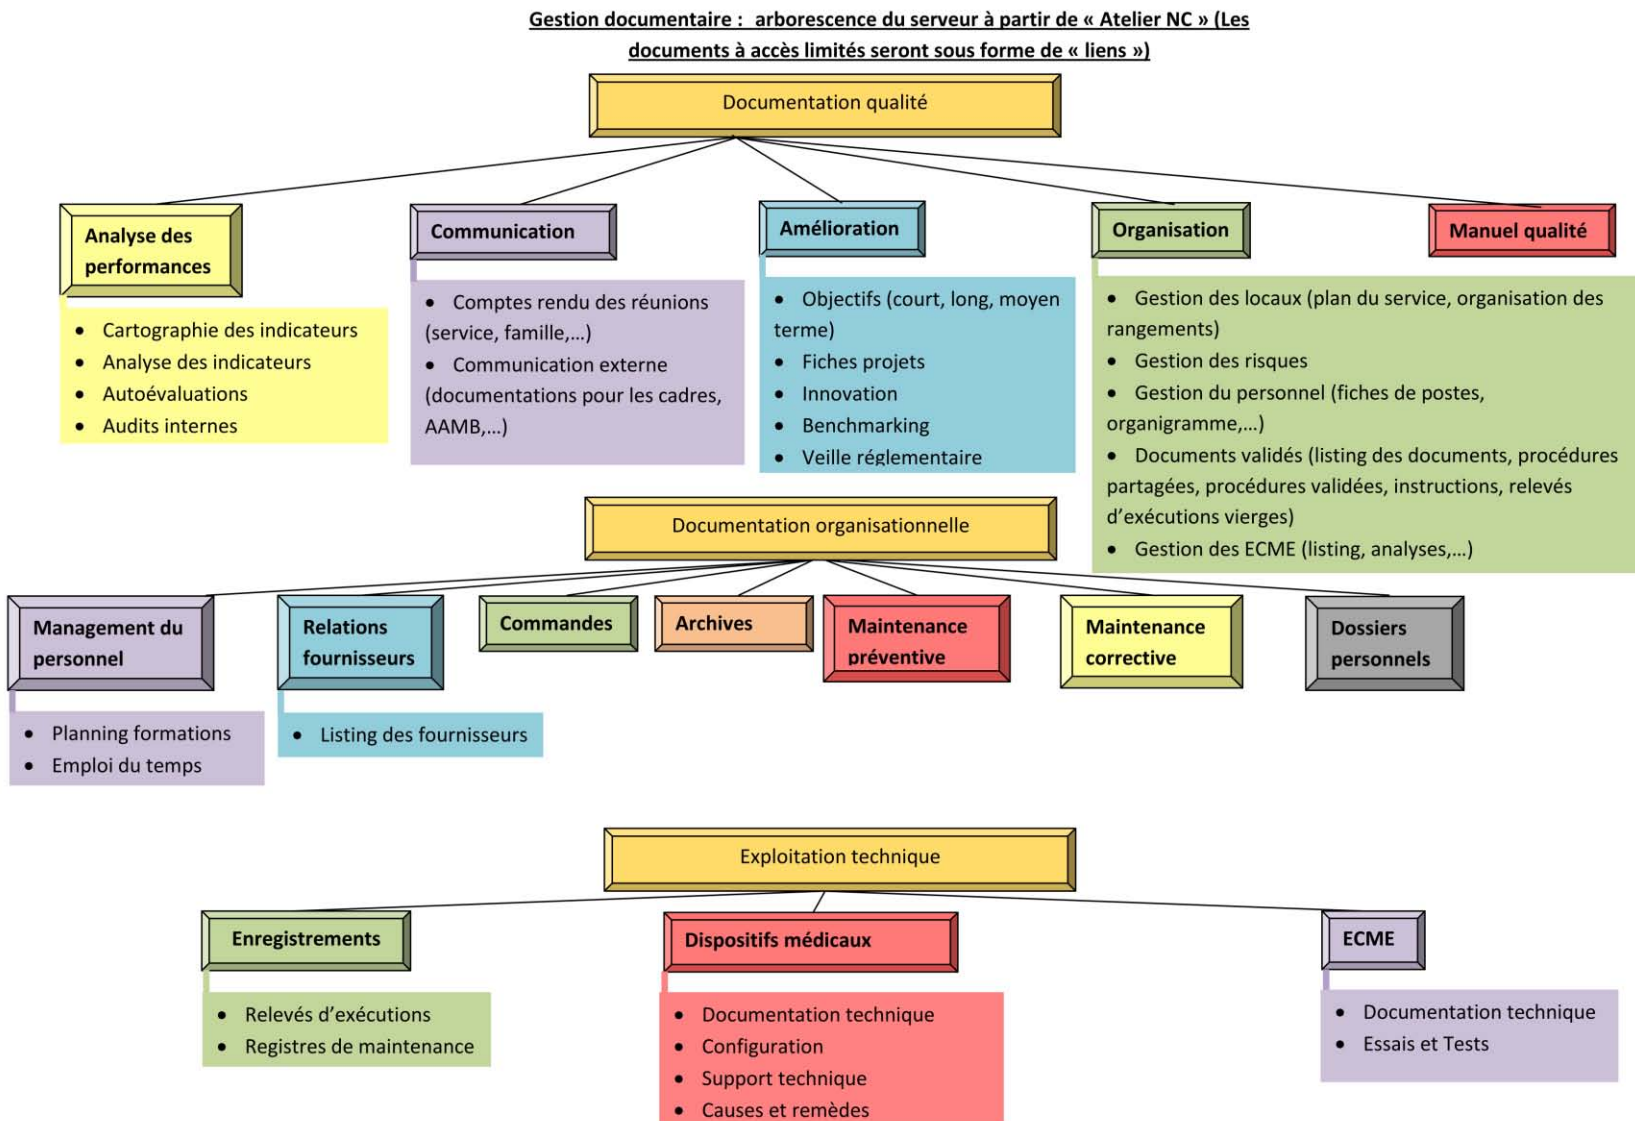 Gestion documentaire : arborescence du serveur à partir de « Atelier NC » (Les
documents à accès limités seront sous forme de « liens »)
Documentation qualité
Analyse des
performances
• Cartographie des indicateurs
• Analyse des indicateurs
• Autoévaluations
• Audits internes
Communication
• Comptes rendu des réunions
(service, famille,…)
• Communication externe
(documentations pour les cadres,
AAMB,…)
Amélioration
• Objectifs (court, long, moyen
terme)
• Fiches projets
• Innovation
• Benchmarking
• Veille réglementaire
Organisation
• Gestion des locaux (plan du service, organisation des
rangements)
• Gestion des risques
• Gestion du personnel (fiches de postes,
organigramme,…)
• Documents validés (listing des documents, procédures
partagées, procédures validées, instructions, relevés
d’exécutions vierges)
• Gestion des ECME (listing, analyses,…)
Manuel qualité
Documentation organisationnelle
Management du
personnel
• Planning formations
• Emploi du temps
Relations
fournisseurs
• Listing des fournisseurs
Commandes
Archives
Maintenance
préventive
Maintenance
corrective
Dossiers
personnels
Exploitation technique
Enregistrements
• Relevés d’exécutions
• Registres de maintenance
Dispositifs médicaux
• Documentation technique
• Configuration
• Support technique
• Causes et remèdes
ECME
• Documentation technique
• Essais et Tests